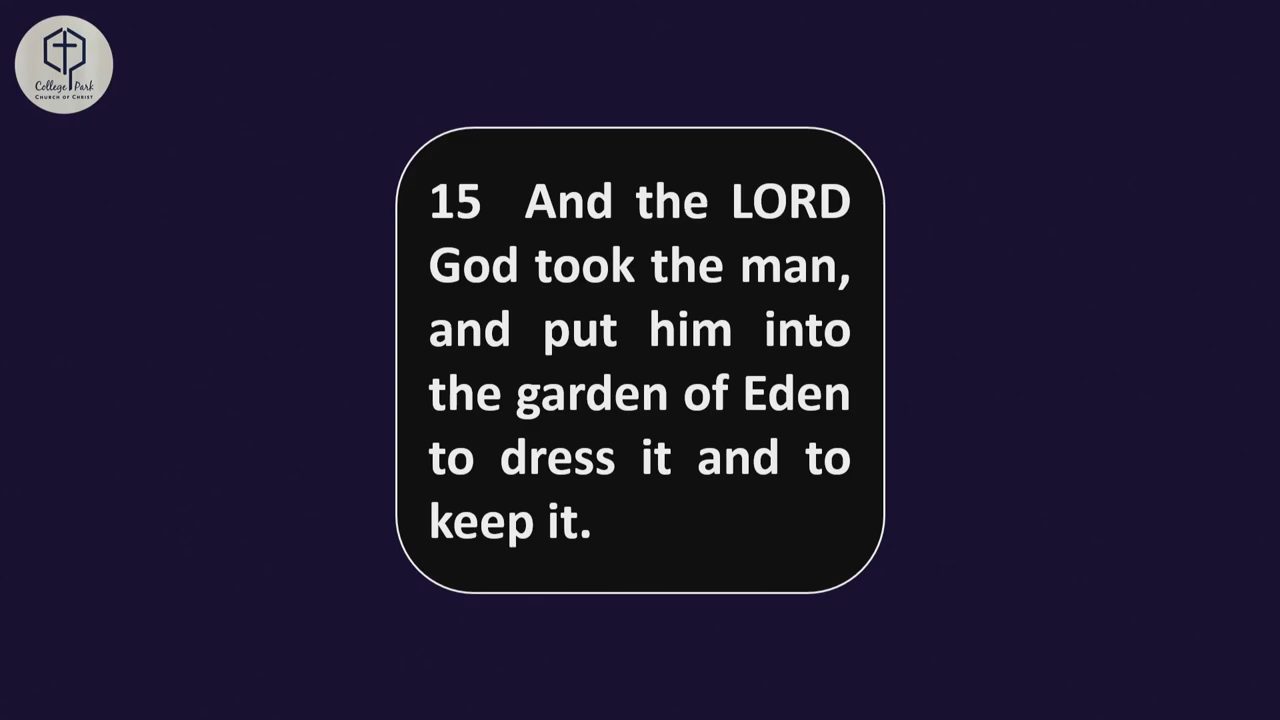 College Park
CHURCH OF CHRIST
15 And the LORD
God took the man,
and put him into
the garden of Eden
to dress it and to
keep it.